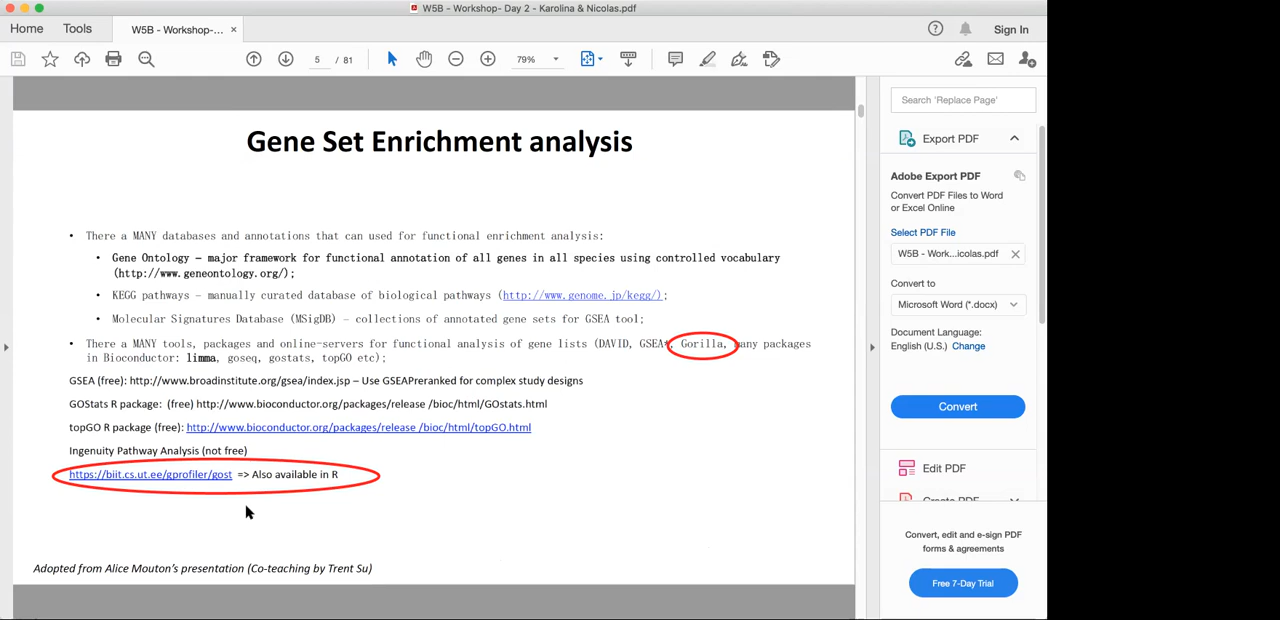 W5B - Workshop- Day 2 - Karolina & Nicolas.pdf
Home Tools W5B - Workshop-... × Sign In
5 / 81 79%
Search 'Replace Page'
Gene Set Enrichment analysis
Export PDF
Adobe Export PDF
Convert PDF Files to Word
or Excel Online
Select PDF File
W5B - Work...icolas.pdf
Convert to
Microsoft Word (*.docx)
Document Language:
English (U.S.) Change
Convert
Edit PDF
Create PDF
Convert, edit and e-sign PDF
forms & agreements
Free 7-Day Trial
• There a MANY databases and annotations that can used for functional enrichment analysis:
• Gene Ontology – major framework for functional annotation of all genes in all species using controlled vocabulary
(http://www.geneontology.org/);
• KEGG pathways – manually curated database of biological pathways (http://www.genome.jp/kegg/);
• Molecular Signatures Database (MSigDB) – collections of annotated gene sets for GSEA tool;
• There a MANY tools, packages and online-servers for functional analysis of gene lists (DAVID, GSEA*, Gorilla, many packages
in Bioconductor: limma, goseq, gostats, topGO etc);
GSEA (free): http://www.broadinstitute.org/gsea/index.jsp – Use GSEAPreranked for complex study designs
GOStats R package: (free) http://www.bioconductor.org/packages/release /bioc/html/GOstats.html
topGO R package (free): http://www.bioconductor.org/packages/release /bioc/html/topGO.html
Ingenuity Pathway Analysis (not free)
https://biit.cs.ut.ee/gprofiler/gost => Also available in R
Adopted from Alice Mouton's presentation (Co-teaching by Trent Su)